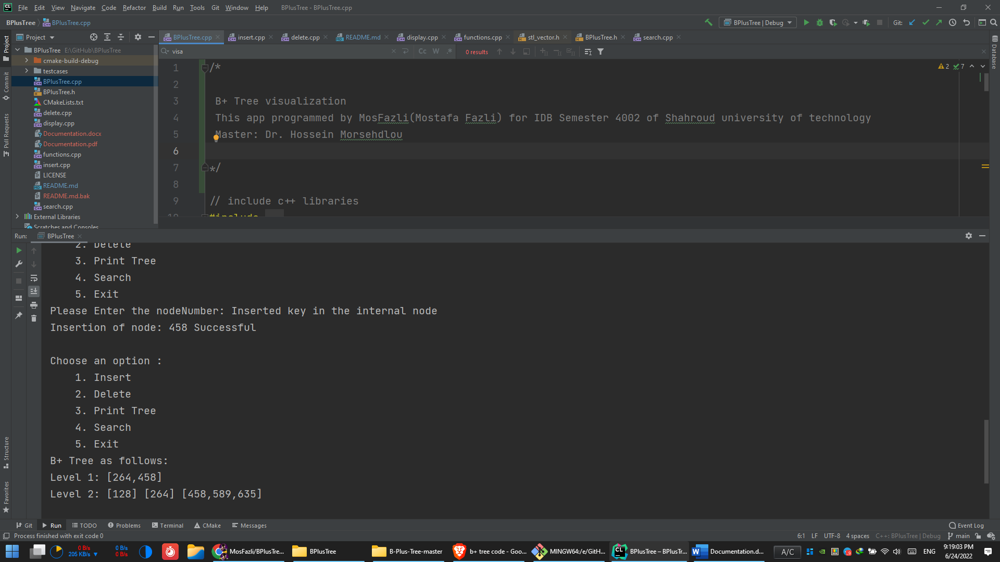 File Edit View Navigate Code Refactor Build Run Tools Git Window Help BPlusTree - BPlusTree.cpp
BPlusTree BPlusTree.cpp
BPlusTree | Debug
Git:
Project
BPlusTree.cpp insert.cpp delete.cpp README.md display.cpp functions.cpp stl_vector.h BPlusTree.h search.cpp
visa Cc W .* 0 results
Project
Commit
Pull Requests
Structure
Favorites
Database
BPlusTree E:\GitHub\BPlusTree
cmake-build-debug
testcases
BPlusTree.cpp
BPlusTree.h
CMakeLists.txt
delete.cpp
display.cpp
Documentation.docx
Documentation.pdf
functions.cpp
insert.cpp
LICENSE
README.md
README.md.bak
search.cpp
External Libraries
Scratches and Consoles
2 7
1 /*
2
3 B+ Tree visualization
4 This app programmed by MosFazli(Mostafa Fazli) for IDB Semester 4002 of Shahroud university of technology
5 Master: Dr. Hossein Morsehdlou
6
7 */
8
9 // include c++ libraries
10 #include ...
Run: BPlusTree
2. Delete
3. Print Tree
4. Search
5. Exit
Please Enter the nodeNumber: Inserted key in the internal node
Insertion of node: 458 Successful
Choose an option :
1. Insert
2. Delete
3. Print Tree
4. Search
5. Exit
B+ Tree as follows:
Level 1: [264,458]
Level 2: [128] [264] [458,589,635]
Git Run TODO Problems Terminal CMake Messages Event Log
Process finished with exit code 0 6:1 LF UTF-8 4 spaces C++: BPlusTree | Debug main
0 B/s
205 KB/s
0 B/s
0 B/s
MosFazli/BPlusTre... BPlusTree B-Plus-Tree-master b+ tree code - Goo... MINGW64:/e/GitH... BPlusTree – BPlusTr... Documentation.d... A/C
ENG
9:19:03 PM
6/24/2022